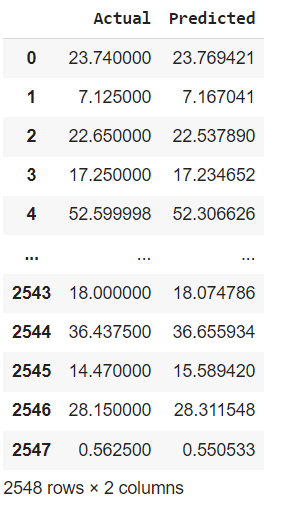 Actual Predicted
0 23.740000 23.769421
1 7.125000 7.167041
2 22.650000 22.537890
3 17.250000 17.234652
4 52.599998 52.306626
... ... ...
2543 18.000000 18.074786
2544 36.437500 36.655934
2545 14.470000 15.589420
2546 28.150000 28.311548
2547 0.562500 0.550533
2548 rows × 2 columns